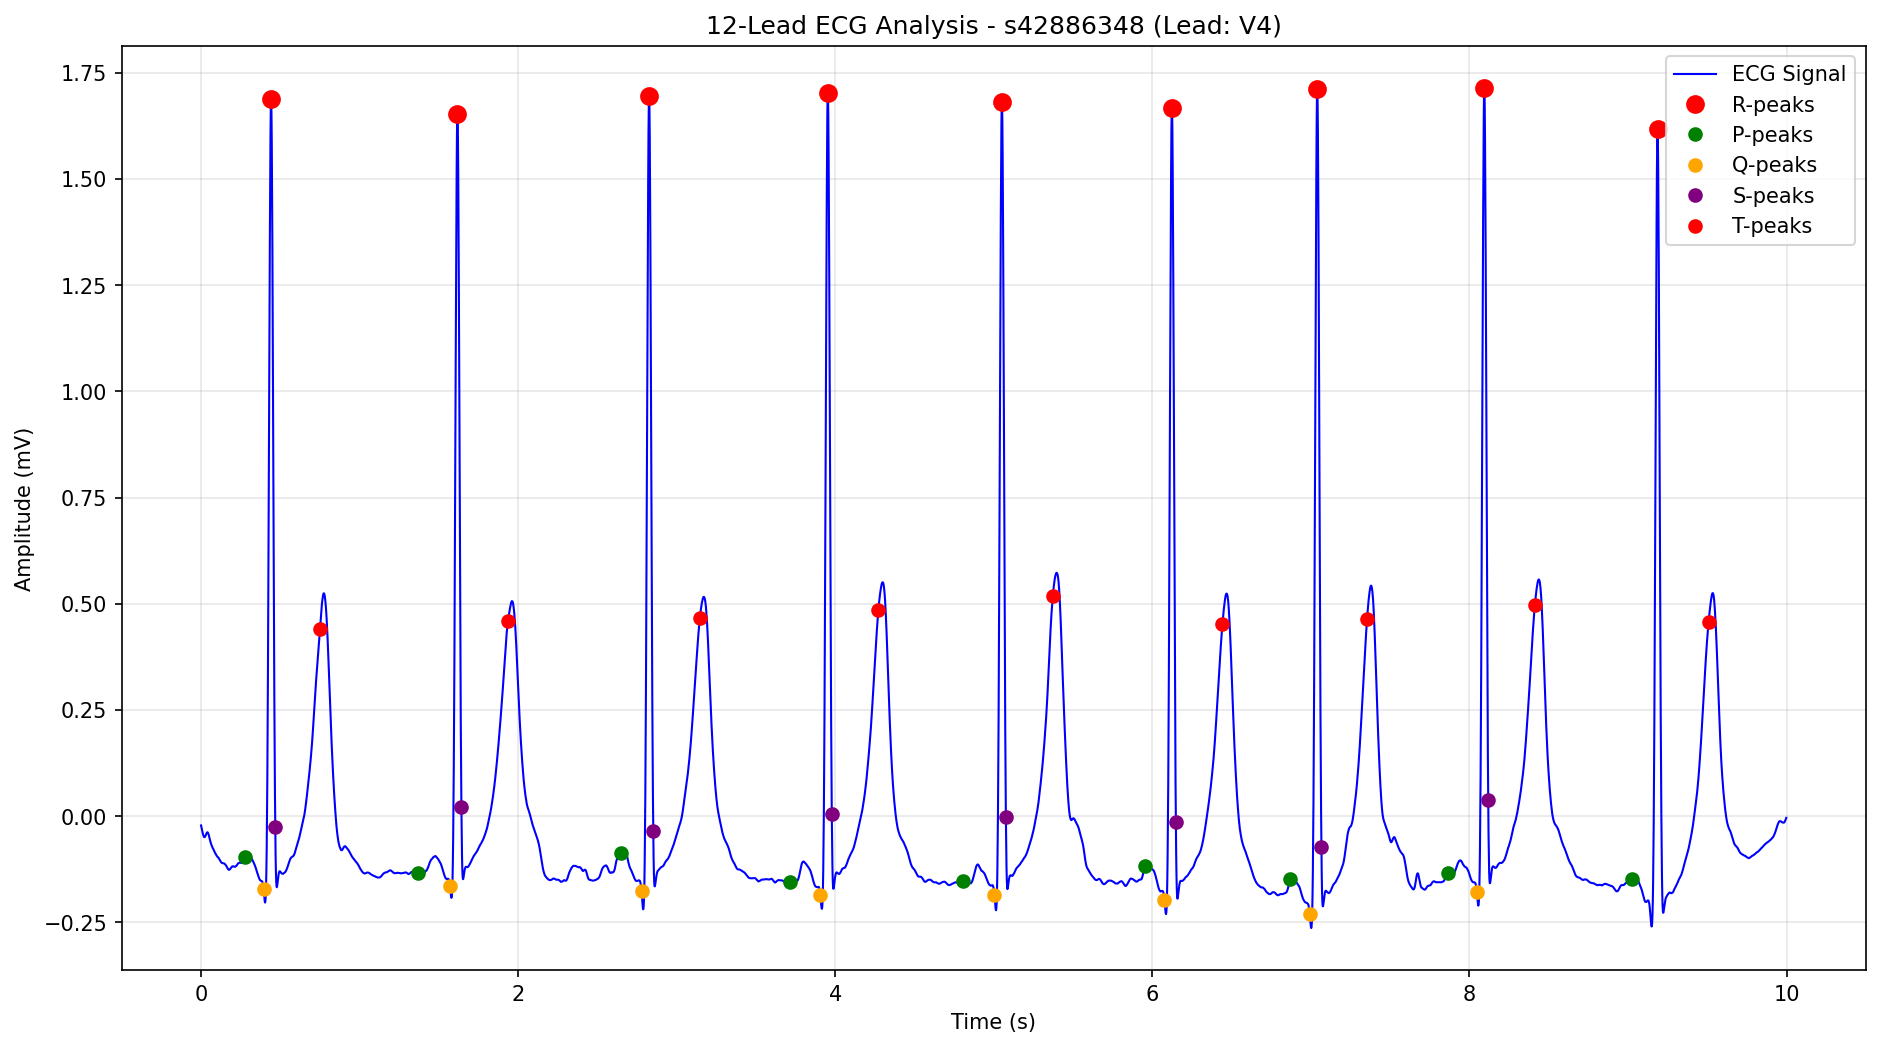 12-Lead ECG Analysis - s42886348 (Lead: V4)
ECG Signal
R-peaks
P-peaks
Q-peaks
S-peaks
T-peaks
Amplitude (mV)
1.75
1.50
1.25
1.00
0.75
0.50
0.25
0.00
−0.25
0 2 4 6 8 10
Time (s)